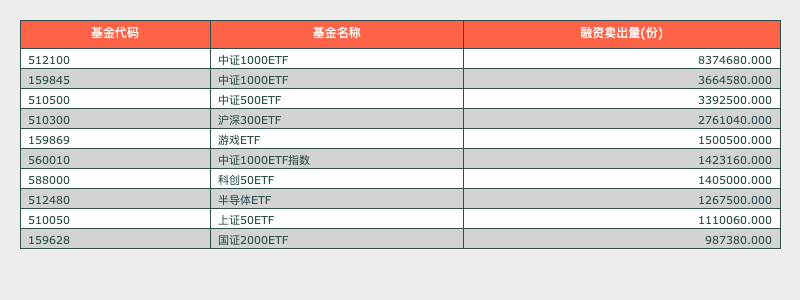 基金代码 基金名称 融资卖出量(份)
512100 中证1000ETF 8374680.000
159845 中证1000ETF 3664580.000
510500 中证500ETF 3392500.000
510300 沪深300ETF 2761040.000
159869 游戏ETF 1500500.000
560010 中证1000ETF指数 1423160.000
588000 科创50ETF 1405000.000
512480 半导体ETF 1267500.000
510050 上证50ETF 1110060.000
159628 国证2000ETF 987380.000